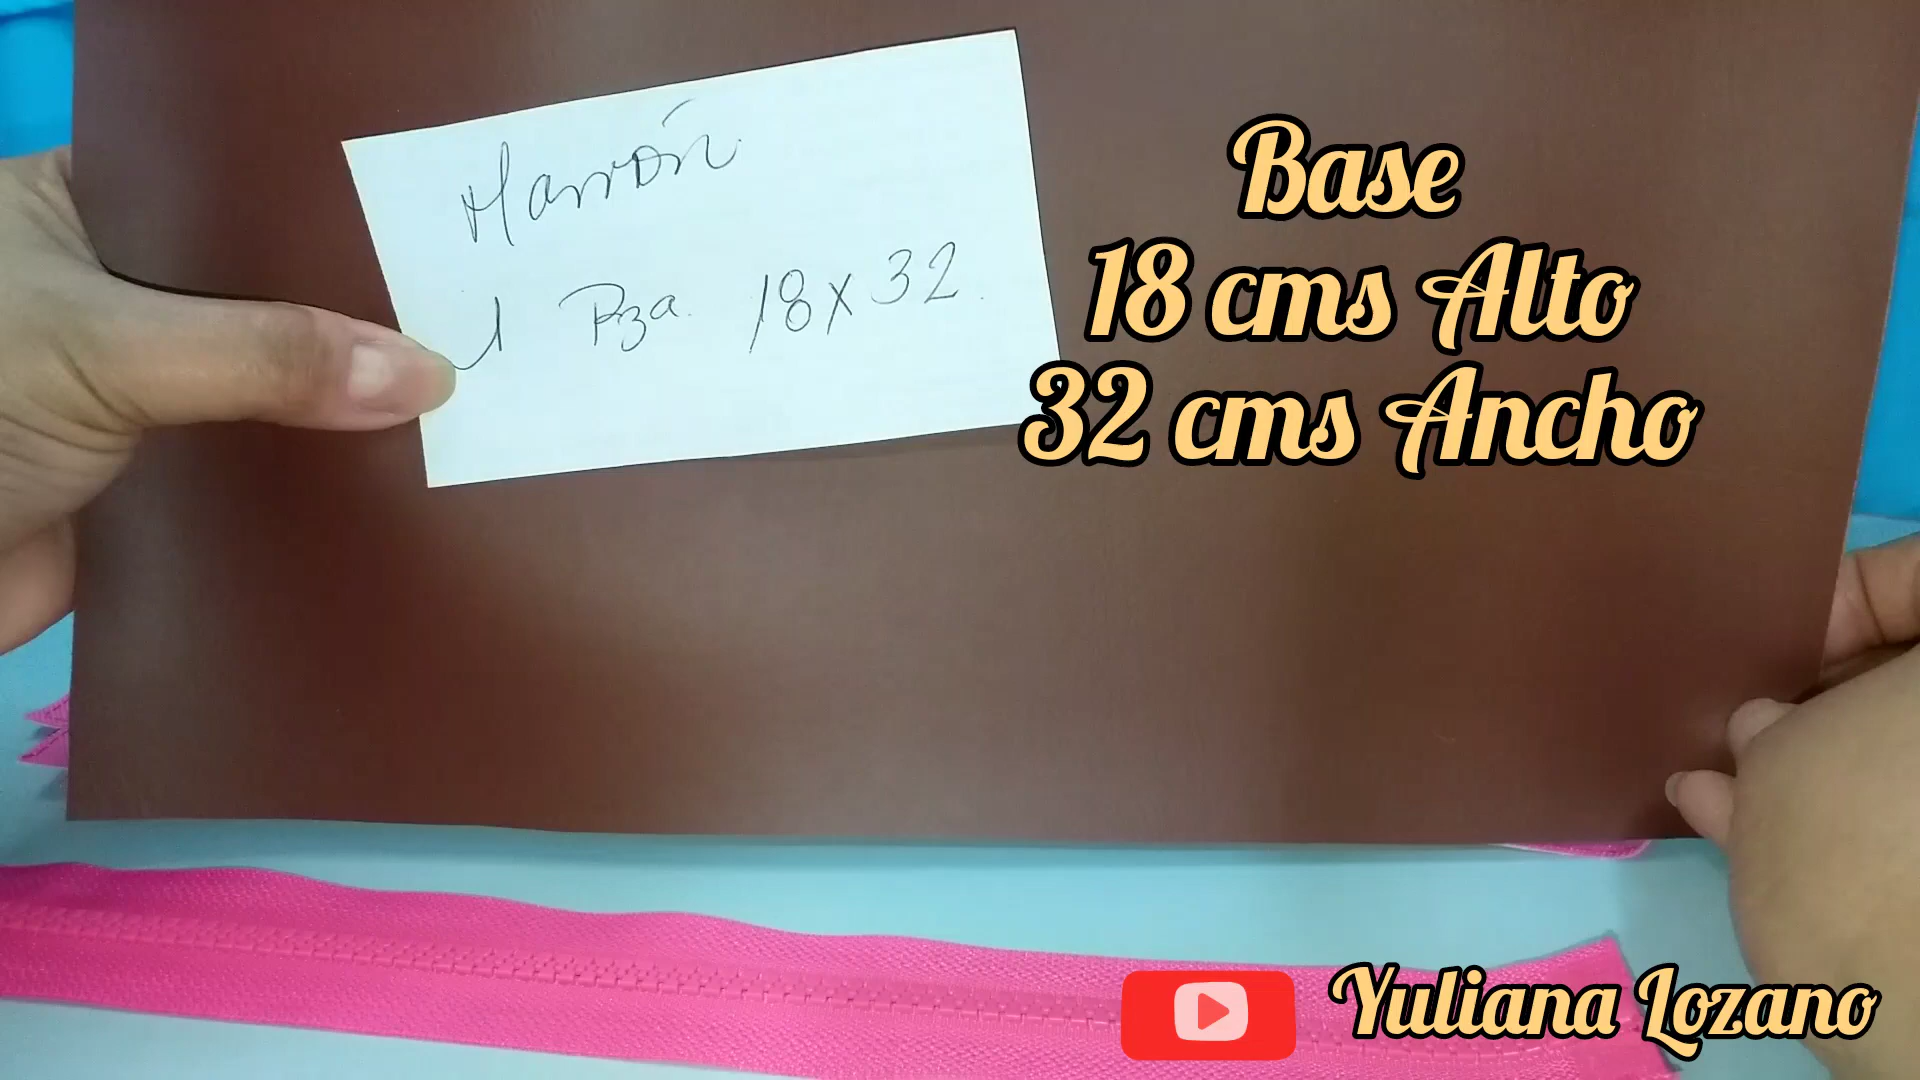 Marrón
1 Pza. 18x32.
Base
18 cms Alto
32 cms Ancho
Yuliana Lozano